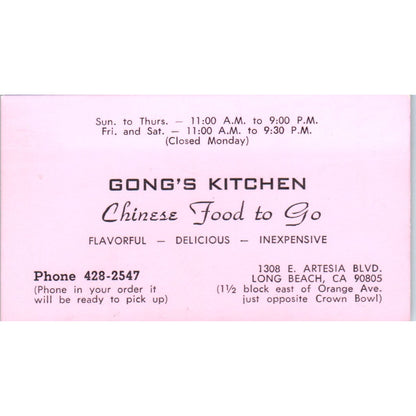 Sun. to Thurs. — 11:00 A.M. to 9:00 P.M.
Fri. and Sat. — 11:00 A.M. to 9:30 P.M.
(Closed Monday)
GONG'S KITCHEN
Chinese Food to Go
FLAVORFUL — DELICIOUS — INEXPENSIVE
Phone 428-2547
(Phone in your order it
will be ready to pick up)
1308 E. ARTESIA BLVD.
LONG BEACH, CA 90805
(1½ block east of Orange Ave.
just opposite Crown Bowl)